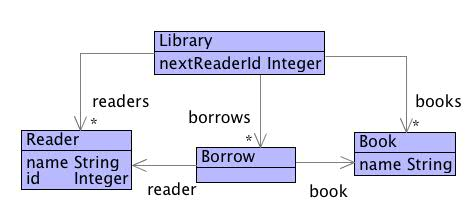 Library
nextReaderId Integer
readers
borrows
books
*
*
*
Reader
name String
id Integer
Borrow
Book
name String
reader
book